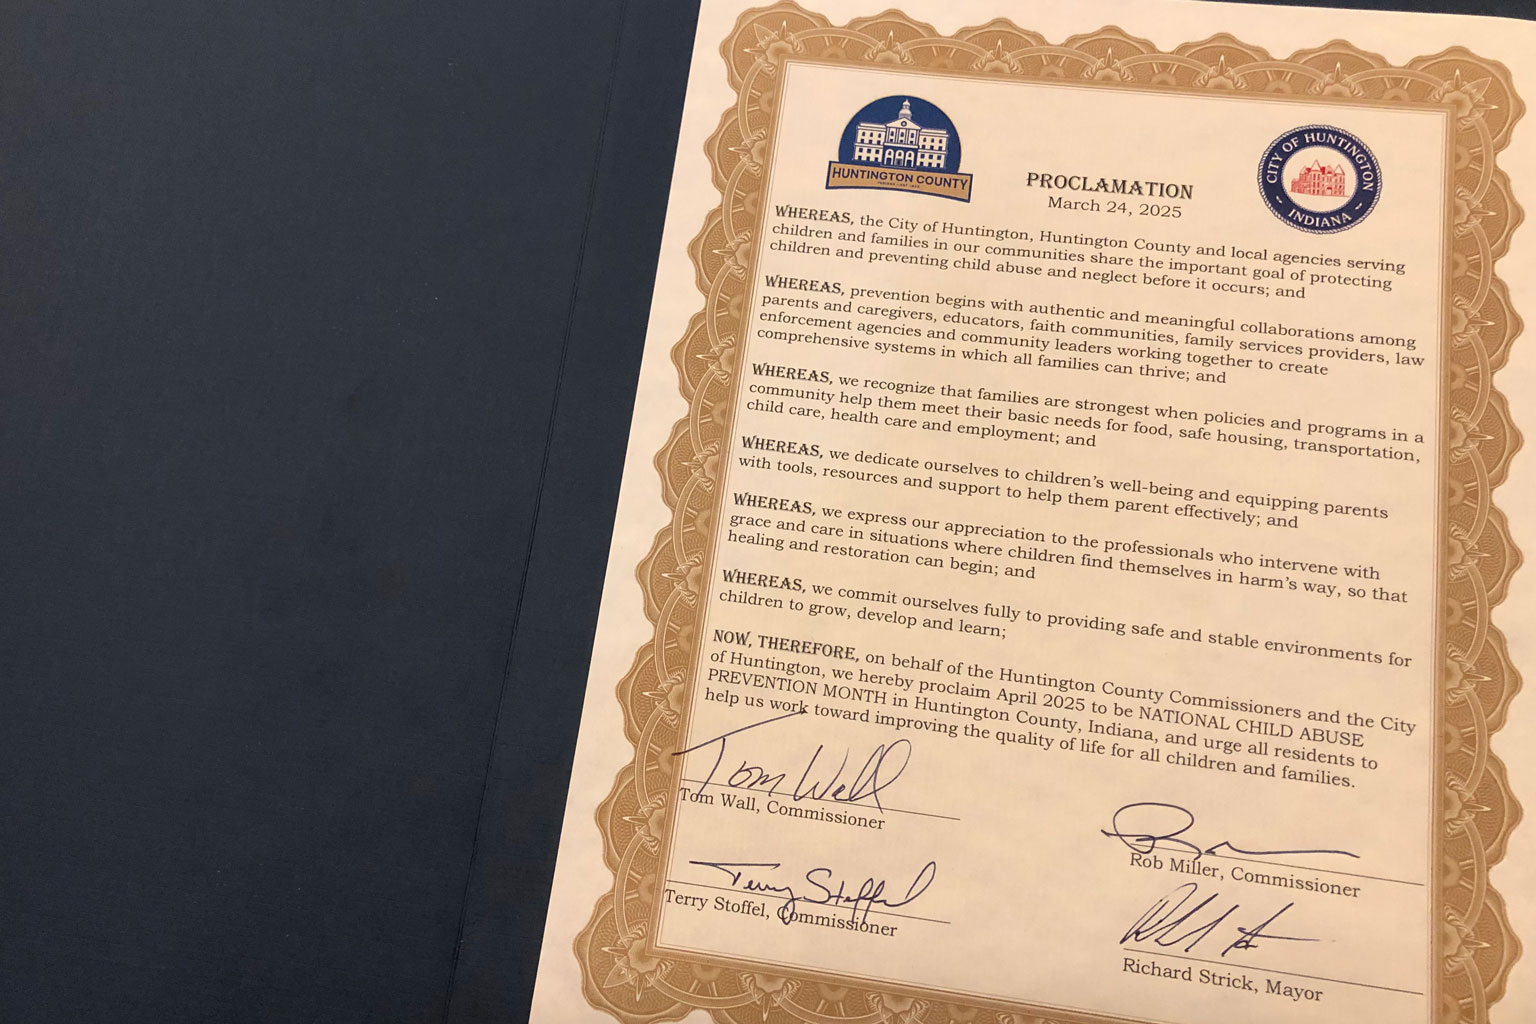 HUNTINGTON COUNTY
CITY OF HUNTINGTON
INDIANA
PROCLAMATION
March 24, 2025
WHEREAS, the City of Huntington, Huntington County and local agencies serving
children and families in our communities share the important goal of protecting
children and preventing child abuse and neglect before it occurs; and
WHEREAS, prevention begins with authentic and meaningful collaborations among
parents and caregivers, educators, faith communities, family services providers, law
enforcement agencies and community leaders working together to create
comprehensive systems in which all families can thrive; and
WHEREAS, we recognize that families are strongest when policies and programs in a
community help them meet their basic needs for food, safe housing, transportation,
child care, health care and employment; and
WHEREAS, we dedicate ourselves to children's well-being and equipping parents
with tools, resources and support to help them parent effectively; and
WHEREAS, we express our appreciation to the professionals who intervene with
grace and care in situations where children find themselves in harm's way, so that
healing and restoration can begin; and
WHEREAS, we commit ourselves fully to providing safe and stable environments for
children to grow, develop and learn;
NOW, THEREFORE, on behalf of the Huntington County Commissioners and the City
of Huntington, we hereby proclaim April 2025 to be NATIONAL CHILD ABUSE
PREVENTION MONTH in Huntington County, Indiana, and urge all residents to
help us work toward improving the quality of life for all children and families.
Tom Wall
Tom Wall, Commissioner
Rob Miller, Commissioner
Terry Stoffel
Terry Stoffel, Commissioner
Richard Strick, Mayor